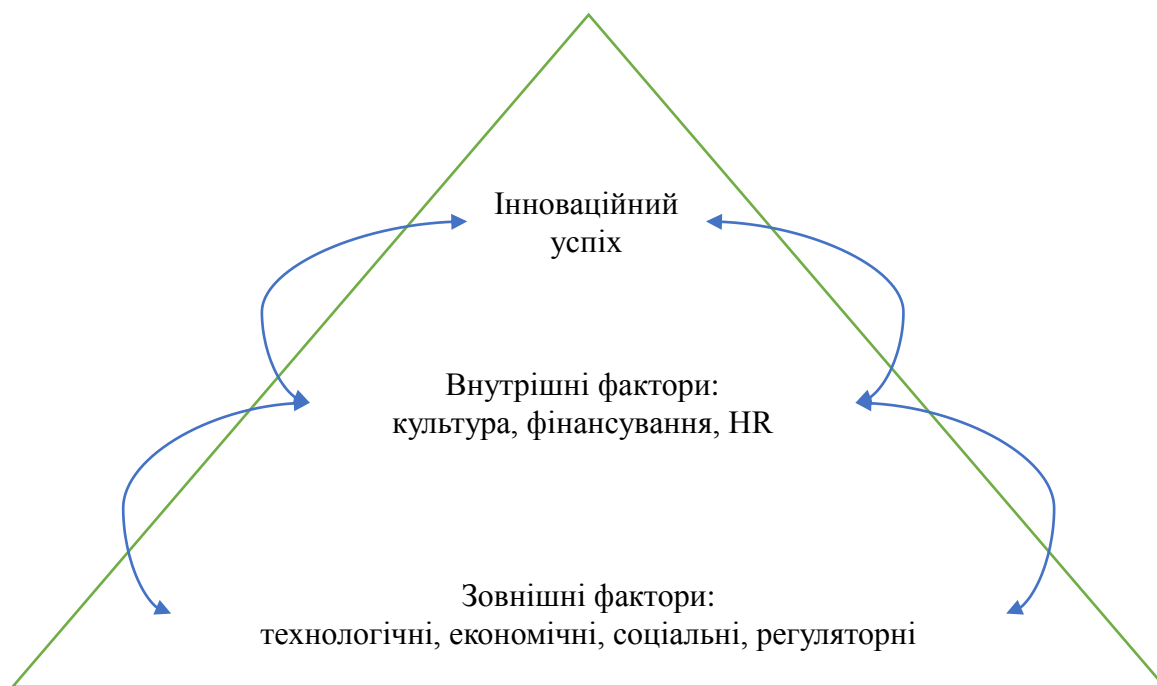 Інноваційний
успіх
Внутрішні фактори:
культура, фінансування, HR
Зовнішні фактори:
технологічні, економічні, соціальні, регуляторні